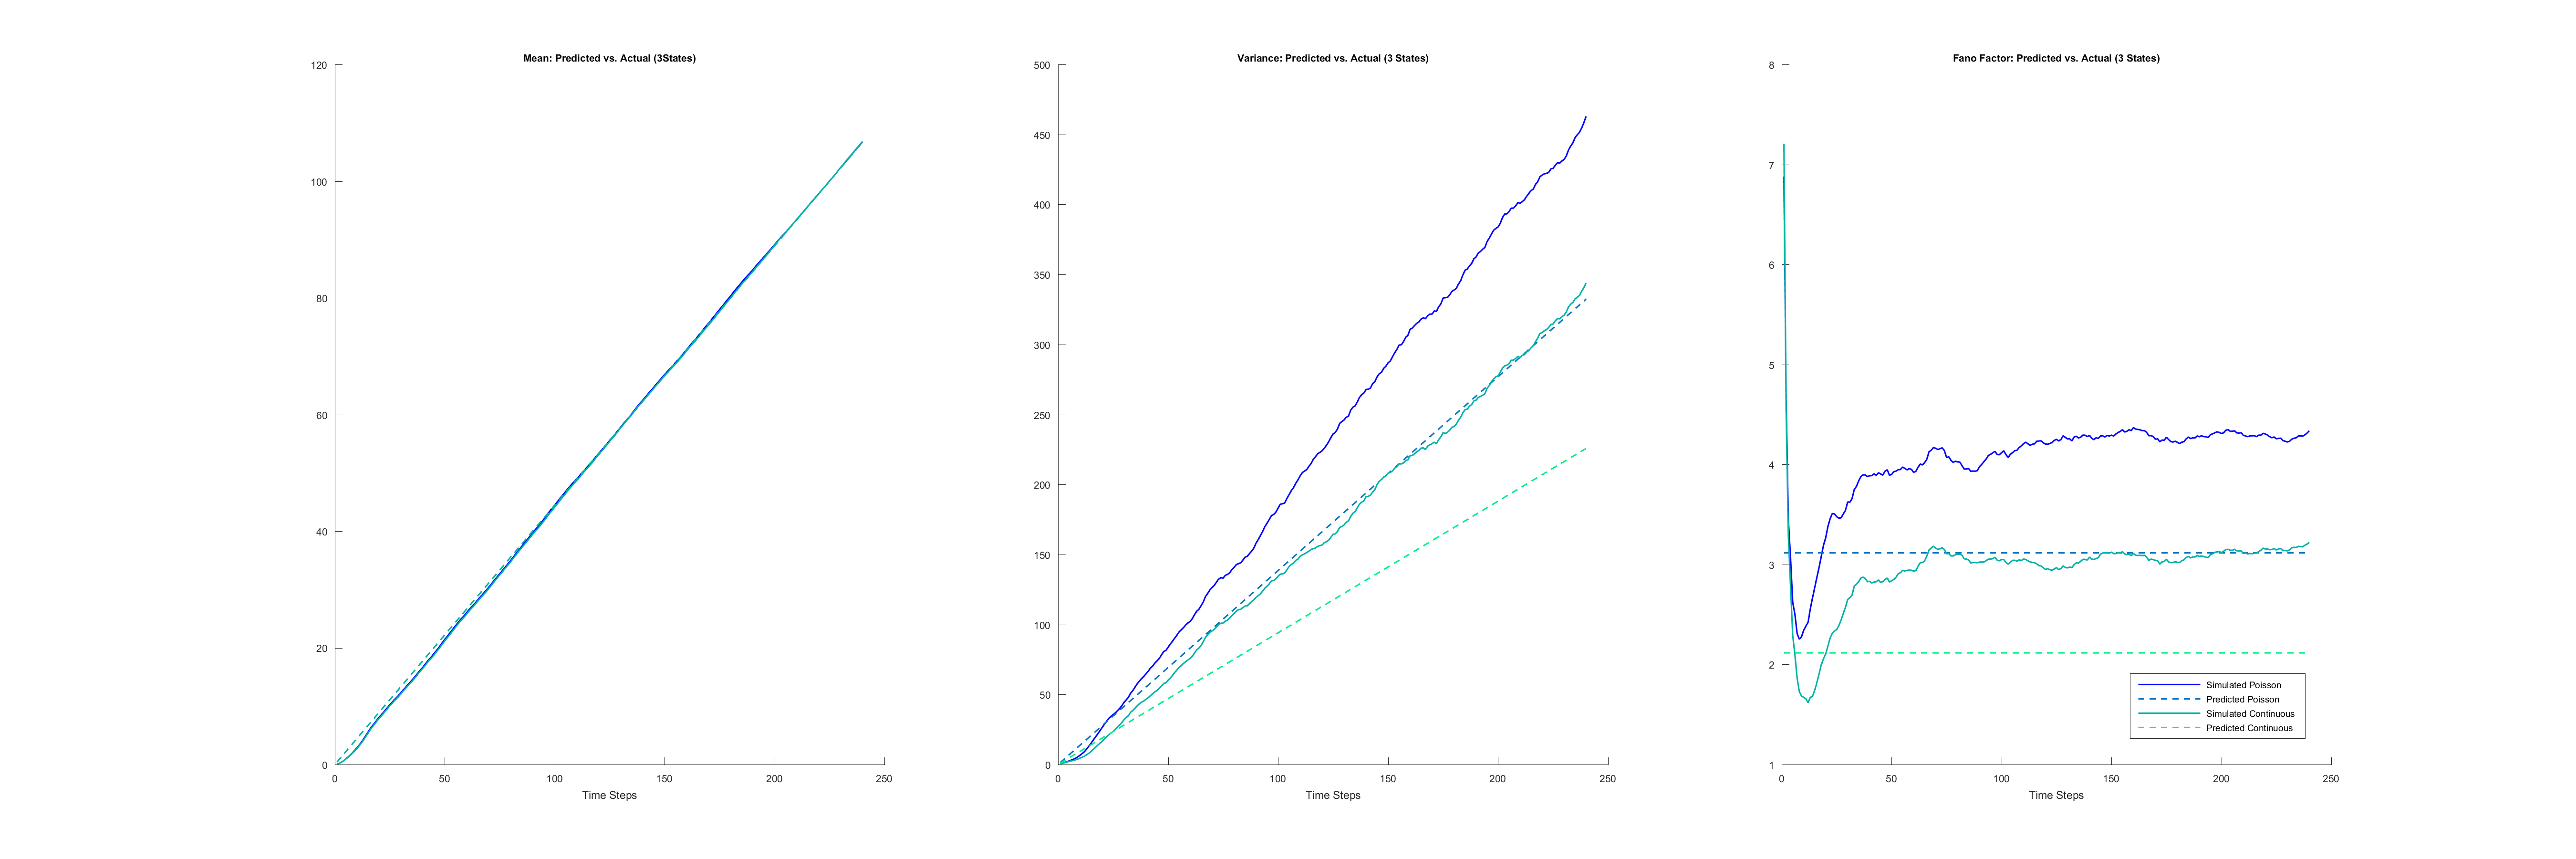 Mean: Predicted vs. Actual (3States)
120
100
80
60
40
20
0
0 50 100 150 200 250
Time Steps
Variance: Predicted vs. Actual (3 States)
500
450
400
350
300
250
200
150
100
50
0
0 50 100 150 200 250
Time Steps
Fano Factor: Predicted vs. Actual (3 States)
8
7
6
5
4
3
2
1
0 50 100 150 200 250
Time Steps
Simulated Poisson
Predicted Poisson
Simulated Continuous
Predicted Continuous